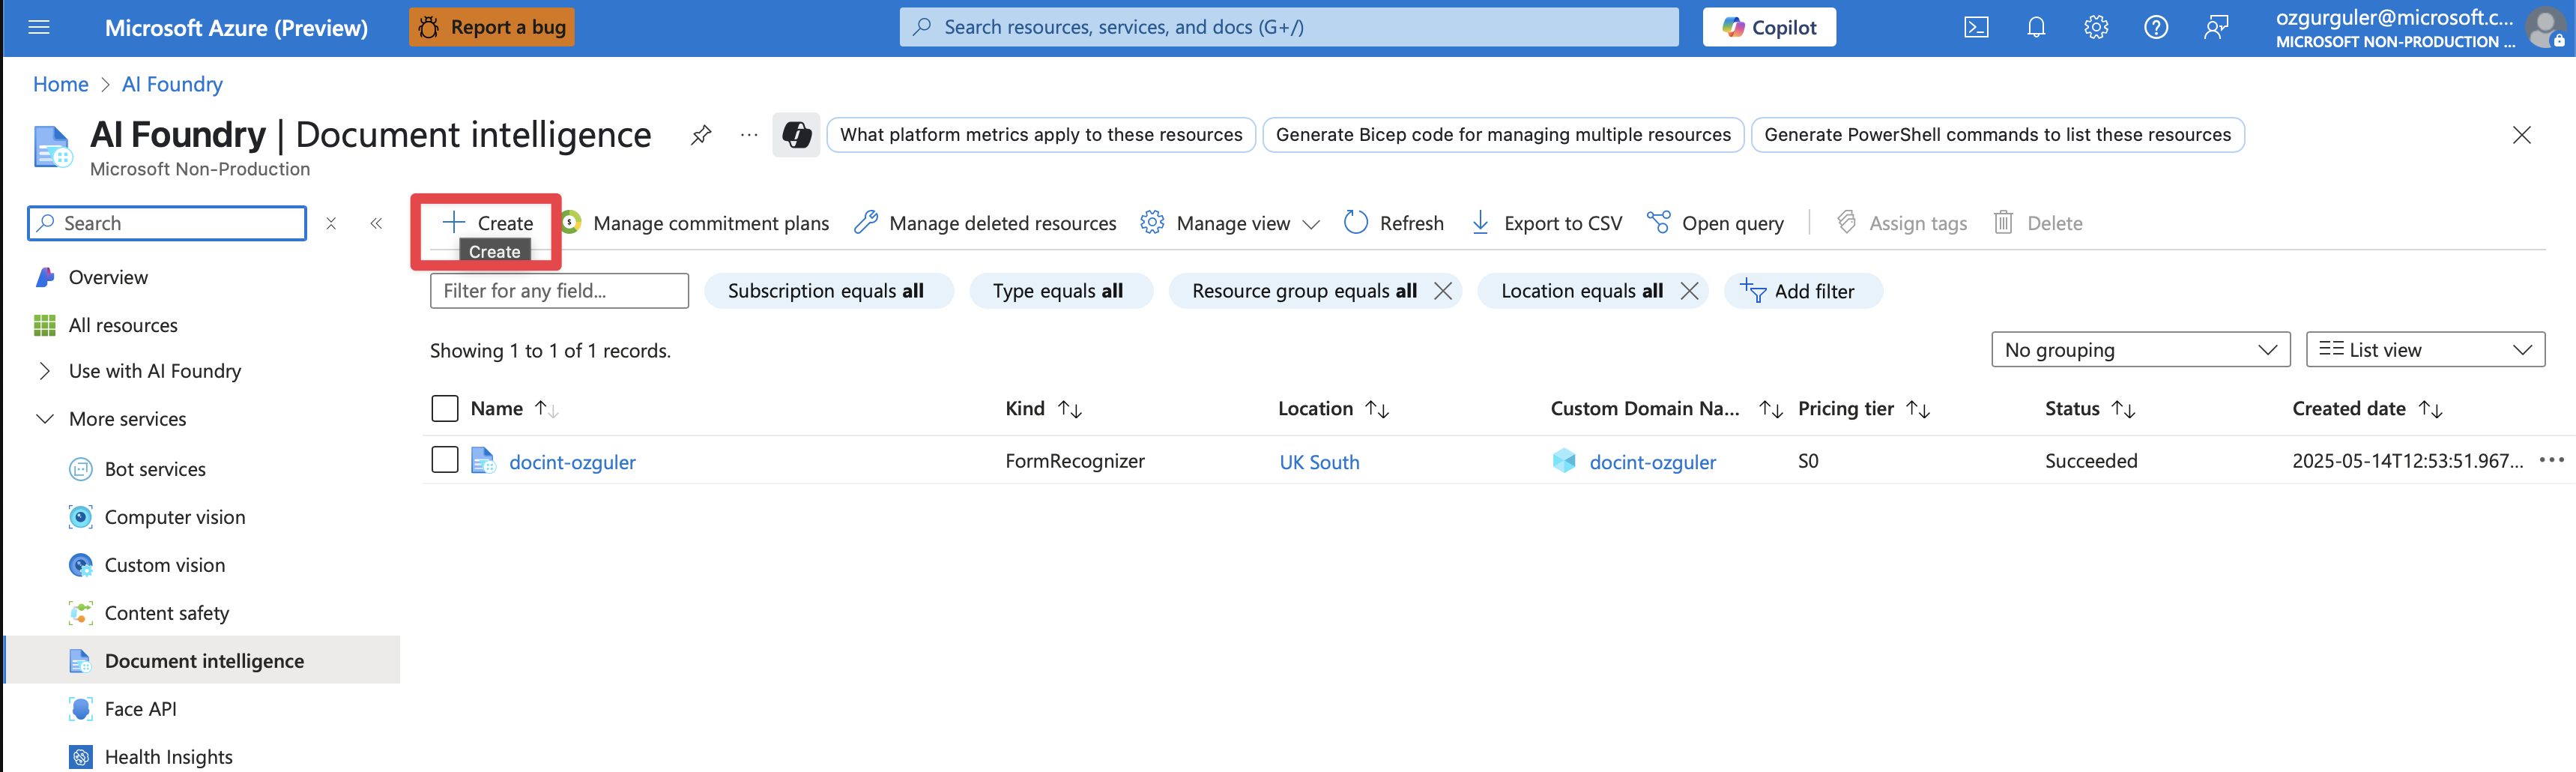 Microsoft Azure (Preview)
Report a bug
Search resources, services, and docs (G+/)
Copilot
ozgurguler@microsoft.c...
MICROSOFT NON-PRODUCTION ...
Home > AI Foundry
AI Foundry | Document intelligence
...
What platform metrics apply to these resources
Generate Bicep code for managing multiple resources
Generate PowerShell commands to list these resources
Microsoft Non-Production
Search
Create
Manage commitment plans
Manage deleted resources
Manage view
Refresh
Export to CSV
Open query
Assign tags
Delete
Create
Overview
All resources
Use with AI Foundry
More services
Bot services
Computer vision
Custom vision
Content safety
Document intelligence
Face API
Health Insights
Filter for any field...
Subscription equals all
Type equals all
Resource group equals all
Location equals all
Add filter
Showing 1 to 1 of 1 records.
No grouping
List view
Name
Kind
Location
Custom Domain Na...
Pricing tier
Status
Created date
docint-ozguler
FormRecognizer
UK South
docint-ozguler
S0
Succeeded
2025-05-14T12:53:51.967...